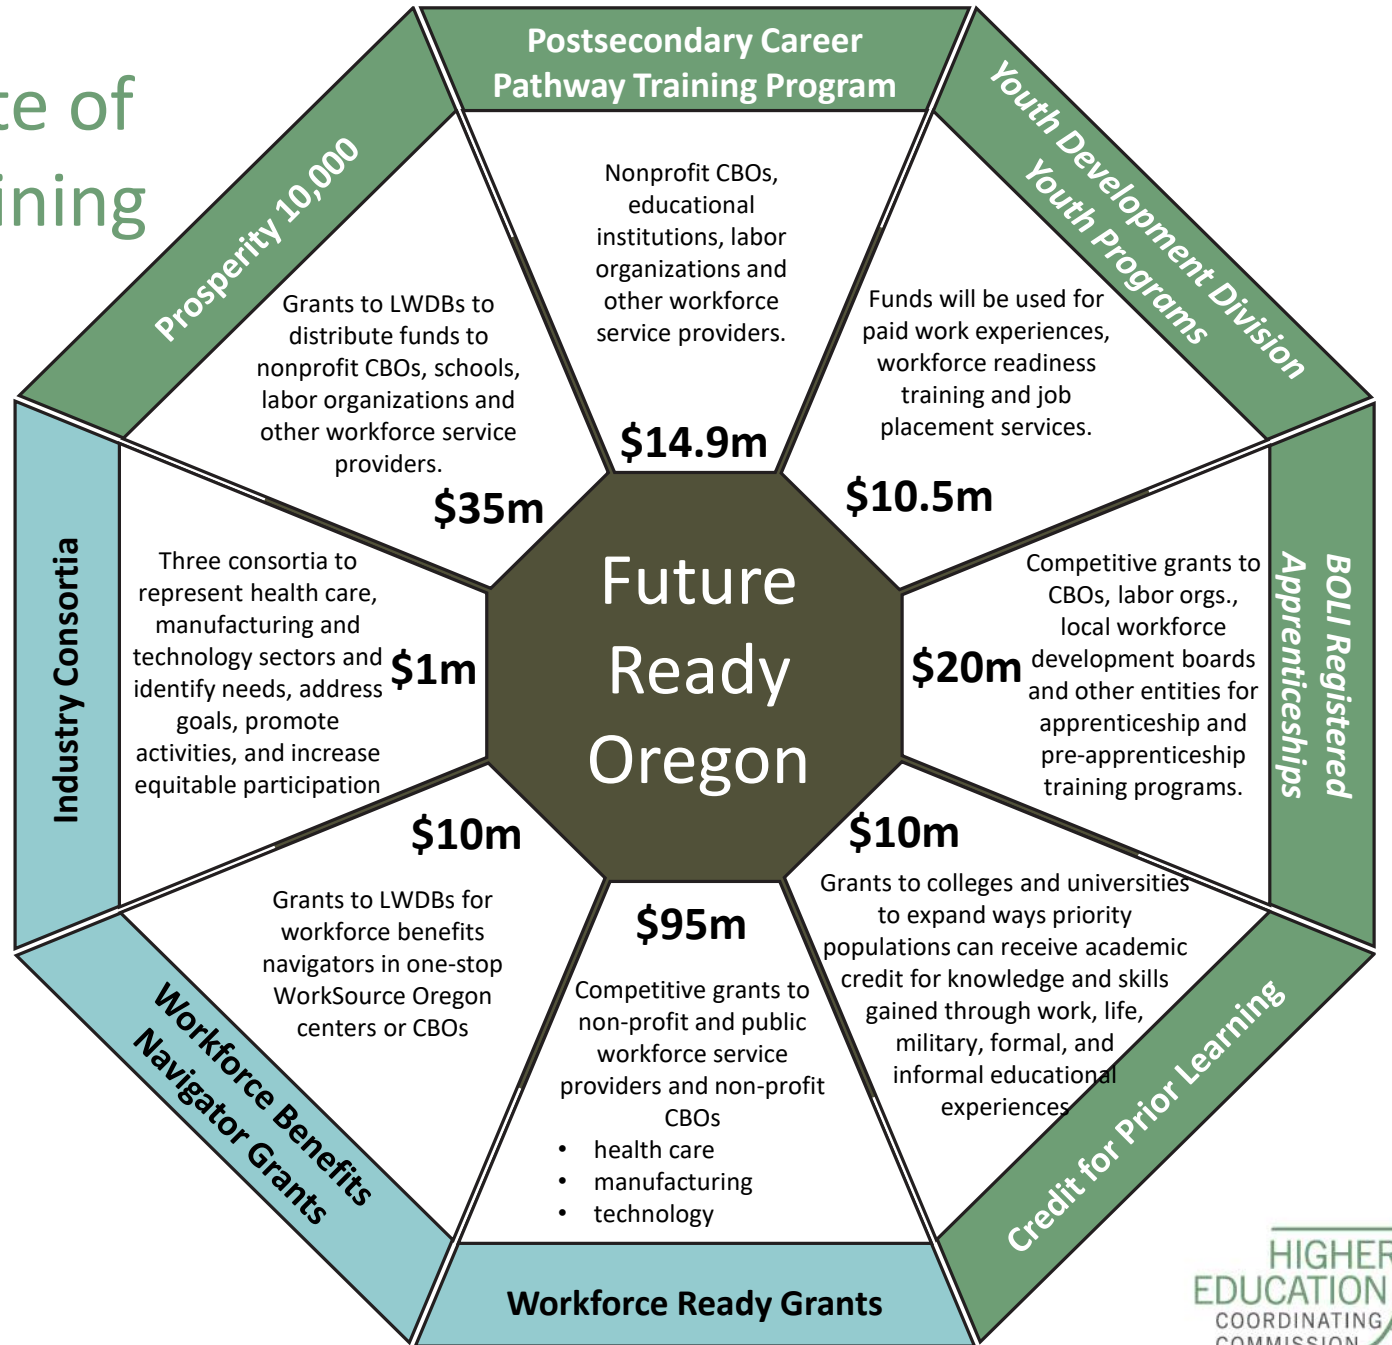 te of
ining
Postsecondary Career
Pathway Training Program
Nonprofit CBOs,
educational
institutions, labor
organizations and
other workforce
service providers.
$14.9m
Youth Development Division
Youth Programs
Funds will be used for
paid work experiences,
workforce readiness
training and job
placement services.
$10.5m
BOLI Registered
Apprenticeships
Competitive grants to
CBOs, labor orgs.,
local workforce
development boards
and other entities for
apprenticeship and
pre-apprenticeship
training programs.
$20m
Credit for Prior Learning
$10m
Grants to colleges and universities
to expand ways priority
populations can receive academic
credit for knowledge and skills
gained through work, life,
military, formal, and
informal educational
experiences
Workforce Ready Grants
$95m
Competitive grants to
non-profit and public
workforce service
providers and non-profit
CBOs
• health care
• manufacturing
• technology
Workforce Benefits
Navigator Grants
$10m
Grants to LWDBs for
workforce benefits
navigators in one-stop
WorkSource Oregon
centers or CBOs
Industry Consortia
Three consortia to
represent health care,
manufacturing and
technology sectors and
identify needs, address
goals, promote
activities, and increase
equitable participation
$1m
Prosperity 10,000
Grants to LWDBs to
distribute funds to
nonprofit CBOs, schools,
labor organizations and
other workforce service
providers.
$35m
Future
Ready
Oregon
HIGHER
EDUCATION
COORDINATING
COMMISSION